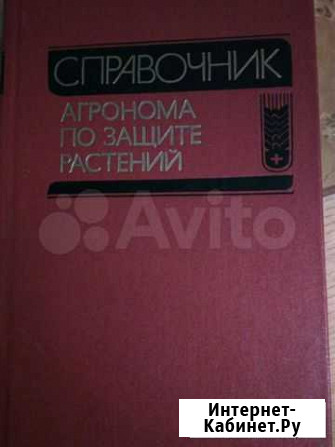 СПРАВОЧНИК
АГРОНОМА
ПО ЗАЩИТЕ
РАСТЕНИЙ
Avito
Интернет-
Кабинет.Ру